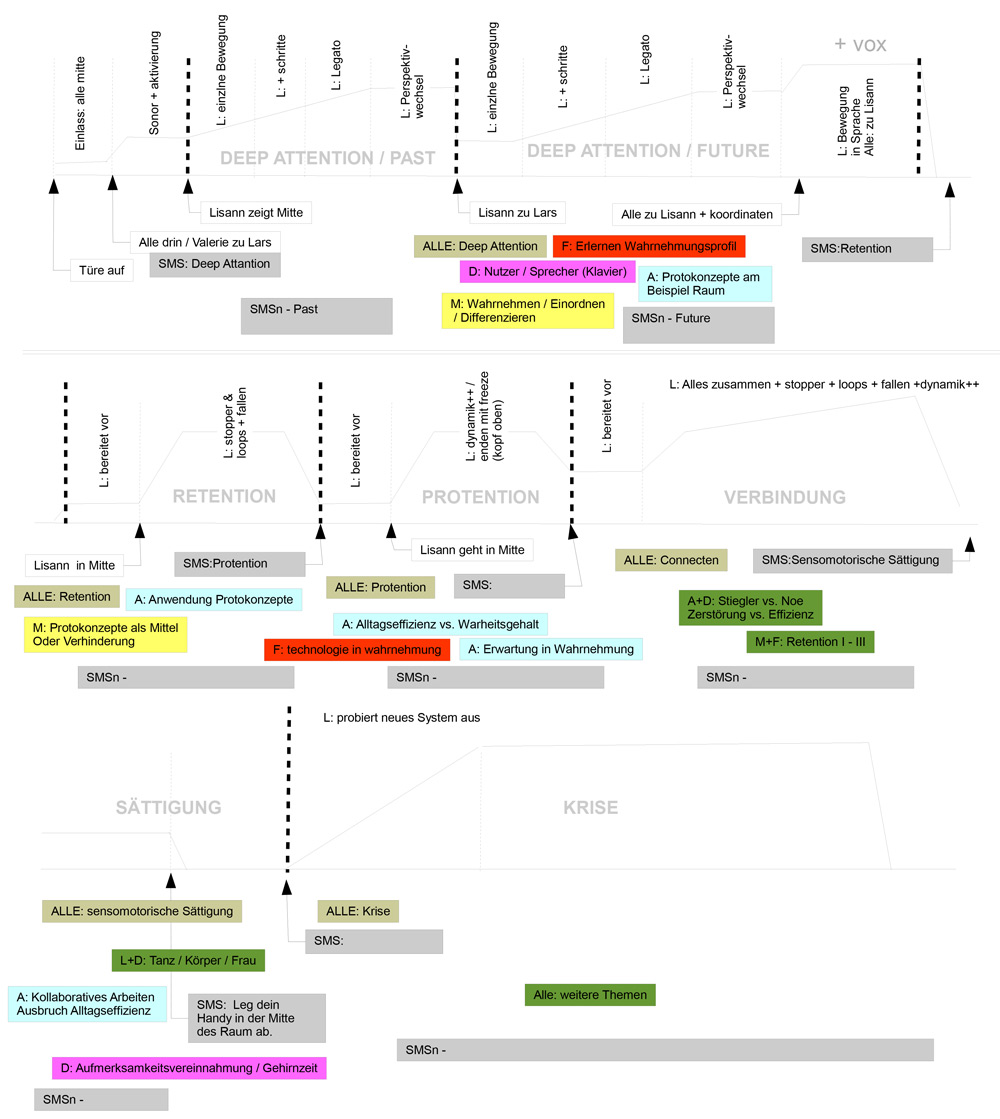 Einlass: alle mitte
Sonor + aktivierung
L: einzlne Bewegung
L: + schritte
L: Legato
L: Perspektiv-
wechsel
L: einzlne Bewegung
L: + schritte
L: Legato
L: Perspektiv-
wechsel
+ VOX
L: Bewegung
in Sprache
Alle: zu Lisann
DEEP ATTENTION / PAST
DEEP ATTENTION / FUTURE
Lisann zeigt Mitte
Lisann zu Lars
Alle zu Lisann + koordinaten
Alle drin / Valerie zu Lars
Türe auf
SMS: Deep Attantion
ALLE: Deep Attention
F: Erlernen Wahrnehmungsprofil
SMS:Retention
D: Nutzer / Sprecher (Klavier)
A: Protokonzepte am
Beispiel Raum
SMSn - Past
M: Wahrnehmen / Einordnen
/ Differenzieren
SMSn - Future
L: bereitet vor
L: stopper &
loops + fallen
L: bereitet vor
L: dynamik++ /
enden mit freeze
(kopf oben)
L: bereitet vor
L: Alles zusammen + stopper + loops + fallen +dynamik++
RETENTION
PROTENTION
VERBINDUNG
Lisann in Mitte
SMS:Protention
Lisann geht in Mitte
ALLE: Connecten
SMS:Sensomotorische Sättigung
ALLE: Retention
A: Anwendung Protokonzepte
ALLE: Protention
SMS:
A+D: Stiegler vs. Noe
Zerstörung vs. Effizienz
M: Protokonzepte als Mittel
Oder Verhinderung
A: Alltagseffizienz vs. Warheitsgehalt
F: technologie in wahrnehmung
A: Erwartung in Wahrnehmung
M+F: Retention I - III
SMSn -
SMSn -
SMSn -
L: probiert neues System aus
SÄTTIGUNG
KRISE
ALLE: sensomotorische Sättigung
ALLE: Krise
SMS:
L+D: Tanz / Körper / Frau
A: Kollaboratives Arbeiten
Ausbruch Alltagseffizienz
SMS: Leg dein
Handy in der Mitte
des Raum ab.
Alle: weitere Themen
SMSn -
D: Aufmerksamkeitsvereinnahmung / Gehirnzeit
SMSn -